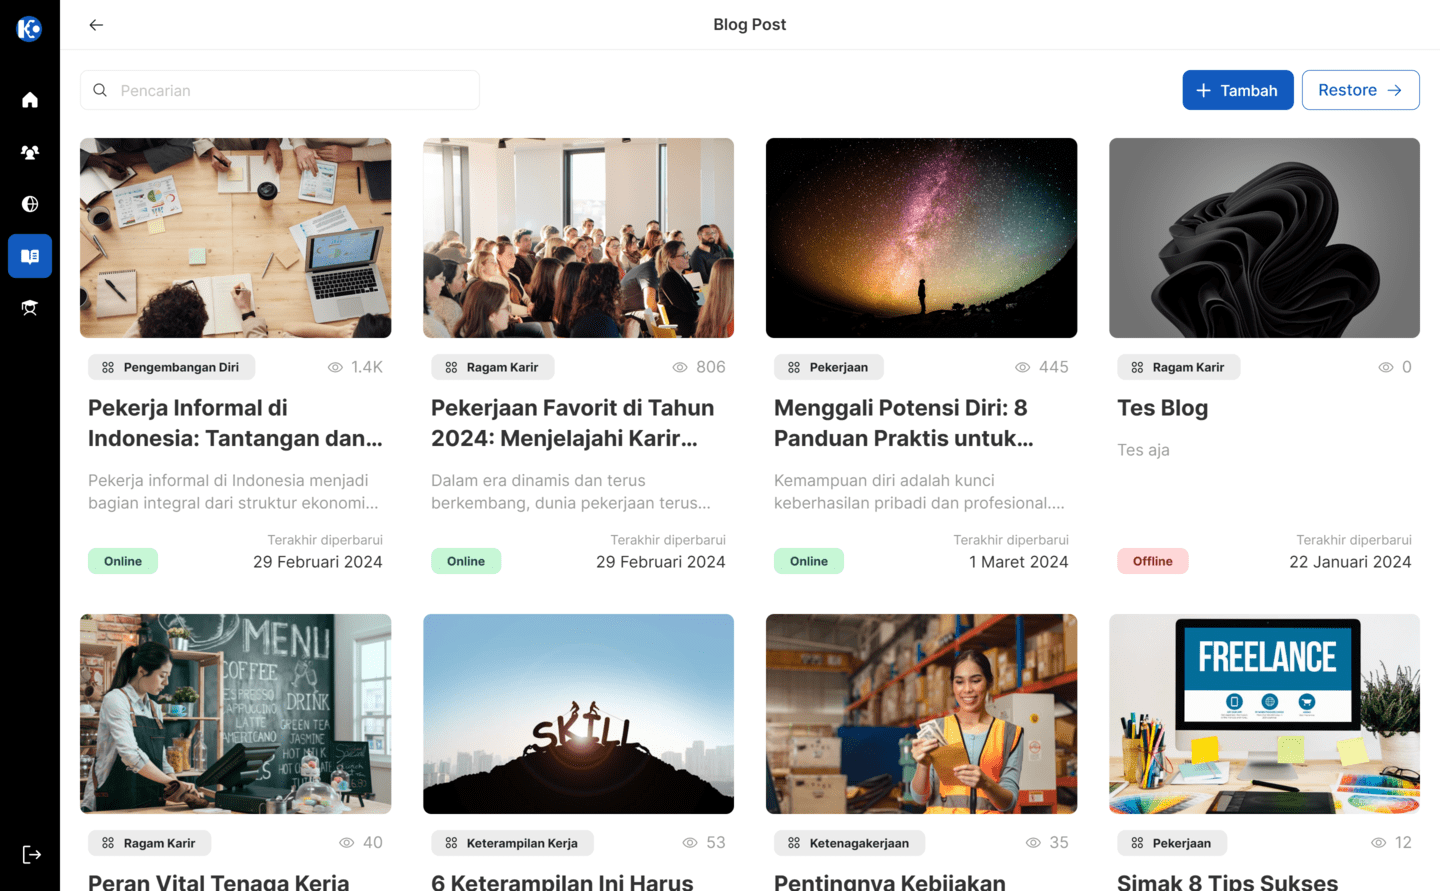 Blog Post
Pencarian
Tambah
Restore
Pengembangan Diri
1.4K
Pekerja Informal di
Indonesia: Tantangan dan...
Pekerja informal di Indonesia menjadi
bagian integral dari struktur ekonomi...
Terakhir diperbarui
Online
29 Februari 2024
Ragam Karir
806
Pekerjaan Favorit di Tahun
2024: Menjelajahi Karir...
Dalam era dinamis dan terus
berkembang, dunia pekerjaan terus...
Terakhir diperbarui
Online
29 Februari 2024
Pekerjaan
445
Menggali Potensi Diri: 8
Panduan Praktis untuk...
Kemampuan diri adalah kunci
keberhasilan pribadi dan profesional....
Terakhir diperbarui
Online
1 Maret 2024
Ragam Karir
0
Tes Blog
Tes aja
Terakhir diperbarui
Offline
22 Januari 2024
MENU
COFFEE
ESPRESSO
CAPPUCINO
LATTE
AMERICANO
DRINK
GREEN TEA
JASMINE
HOT MILK
Ragam Karir
40
Peran Vital Tenaga Kerja
SKILL
Keterampilan Kerja
53
6 Keterampilan Ini Harus
Ketenagakerjaan
35
Pentingnya Kebijakan
FREELANCE
Pekerjaan
12
Simak 8 Tips Sukses